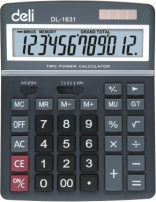 deli DL-1631
MINUS MEMORY GRAND TOTAL
123456789012.
TWO POWER CALCULATOR
MC MR M- M+ MU GT
OFF 7 8 9
AC 4 5 6 ×
CE 1 2 3 +
0 00 • =